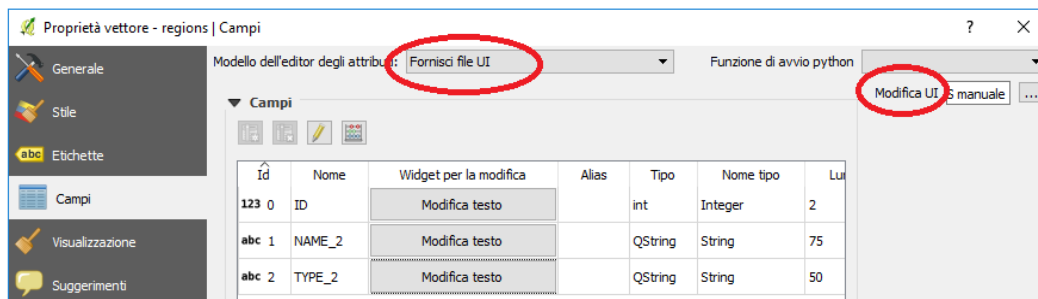 Proprietà vettore - regions | Campi
?
Generale
Stile
abc Etichette
Campi
Visualizzazione
Suggerimenti
Modello dell'editor degli attributi: Fornisci file UI
Funzione di avvio python
Modifica UI S manuale ...
Campi
Id Nome Widget per la modifica Alias Tipo Nome tipo
123 0 ID Modifica testo int Integer 2
abc 1 NAME_2 Modifica testo QString String 75
abc 2 TYPE_2 Modifica testo QString String 50